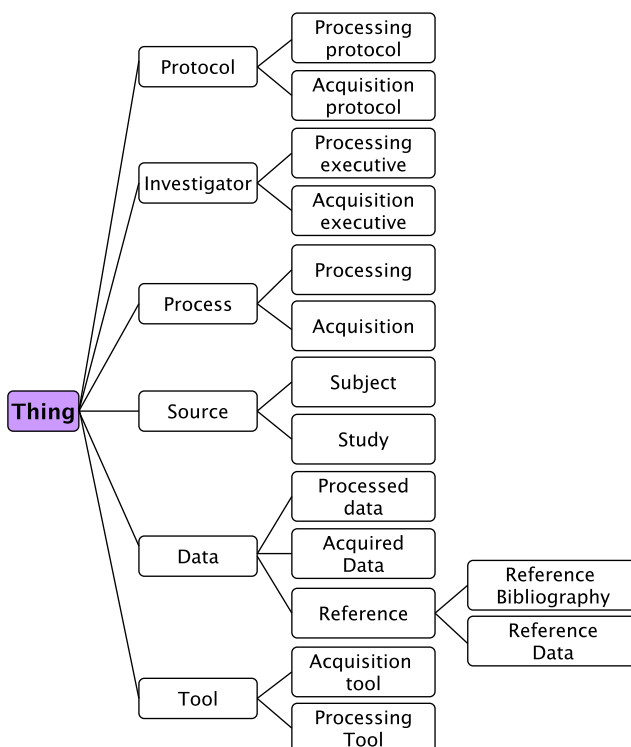 Thing
Protocol
Processing
protocol
Acquisition
protocol
Investigator
Processing
executive
Acquisition
executive
Process
Processing
Acquisition
Source
Subject
Study
Data
Processed
data
Acquired
Data
Reference
Reference
Bibliography
Reference
Data
Tool
Acquisition
tool
Processing
Tool